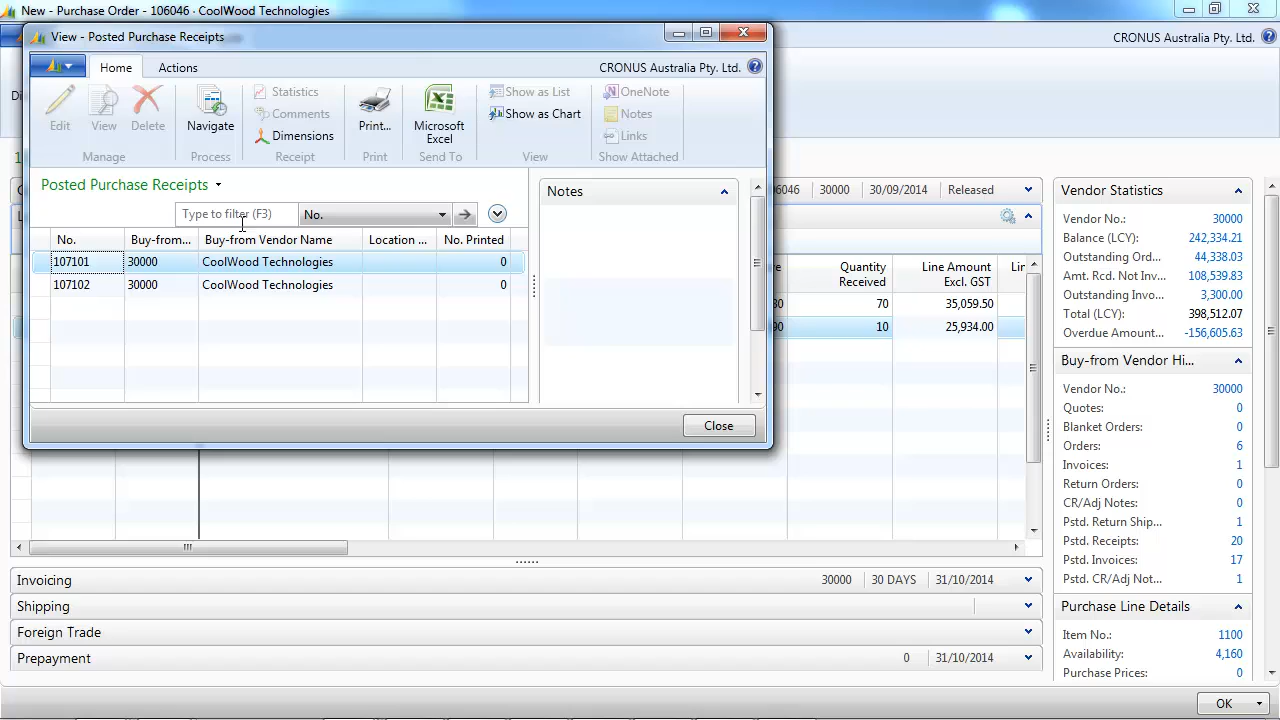 New - Purchase Order - 106046 · CoolWood Technologies
CRONUS Australia Pty. Ltd.
View - Posted Purchase Receipts
Home
Actions
CRONUS Australia Pty. Ltd.
Edit
View
Delete
Manage
Navigate
Process
Statistics
Comments
Dimensions
Receipt
Print...
Print
Microsoft
Excel
Send To
Show as List
Show as Chart
View
OneNote
Notes
Links
Show Attached
Posted Purchase Receipts
Type to filter (F3)
No.
No. Buy-from... Buy-from Vendor Name Location ... No. Printed
107101 30000 CoolWood Technologies 0
107102 30000 CoolWood Technologies 0
Notes
Close
30000 30/09/2014 Released
Quantity
Received
Line Amount
Excl. GST
70 35,059.50
10 25,934.00
Invoicing 30000 30 DAYS 31/10/2014
Shipping
Foreign Trade
Prepayment 0 31/10/2014
Vendor Statistics
Vendor No.: 30000
Balance (LCY): 242,334.21
Outstanding Ord... 44,338.03
Amt. Rcd. Not Inv... 108,539.83
Outstanding Invo... 3,300.00
Total (LCY): 398,512.07
Overdue Amount... -156,605.63
Buy-from Vendor Hi...
Vendor No.: 30000
Quotes: 0
Blanket Orders: 0
Orders: 6
Invoices: 1
Return Orders: 0
CR/Adj Notes: 0
Pstd. Return Ship... 1
Pstd. Receipts: 20
Pstd. Invoices: 17
Pstd. CR/Adj Not... 1
Purchase Line Details
Item No.: 1100
Availability: 4,160
Purchase Prices: 0
OK